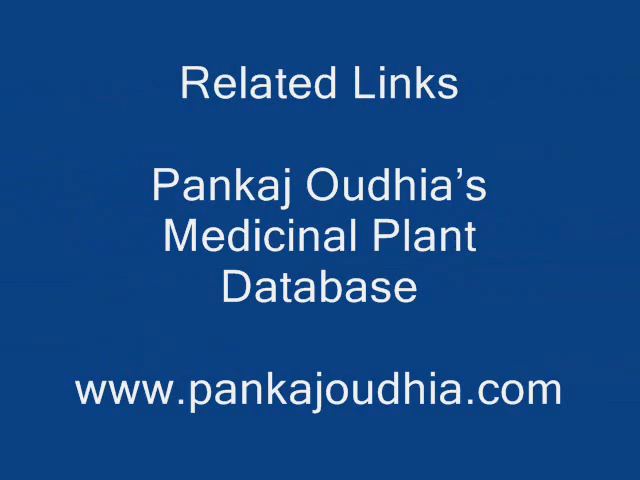 Related Links
Pankaj Oudhia’s
Medicinal Plant
Database
www.pankajoudhia.com